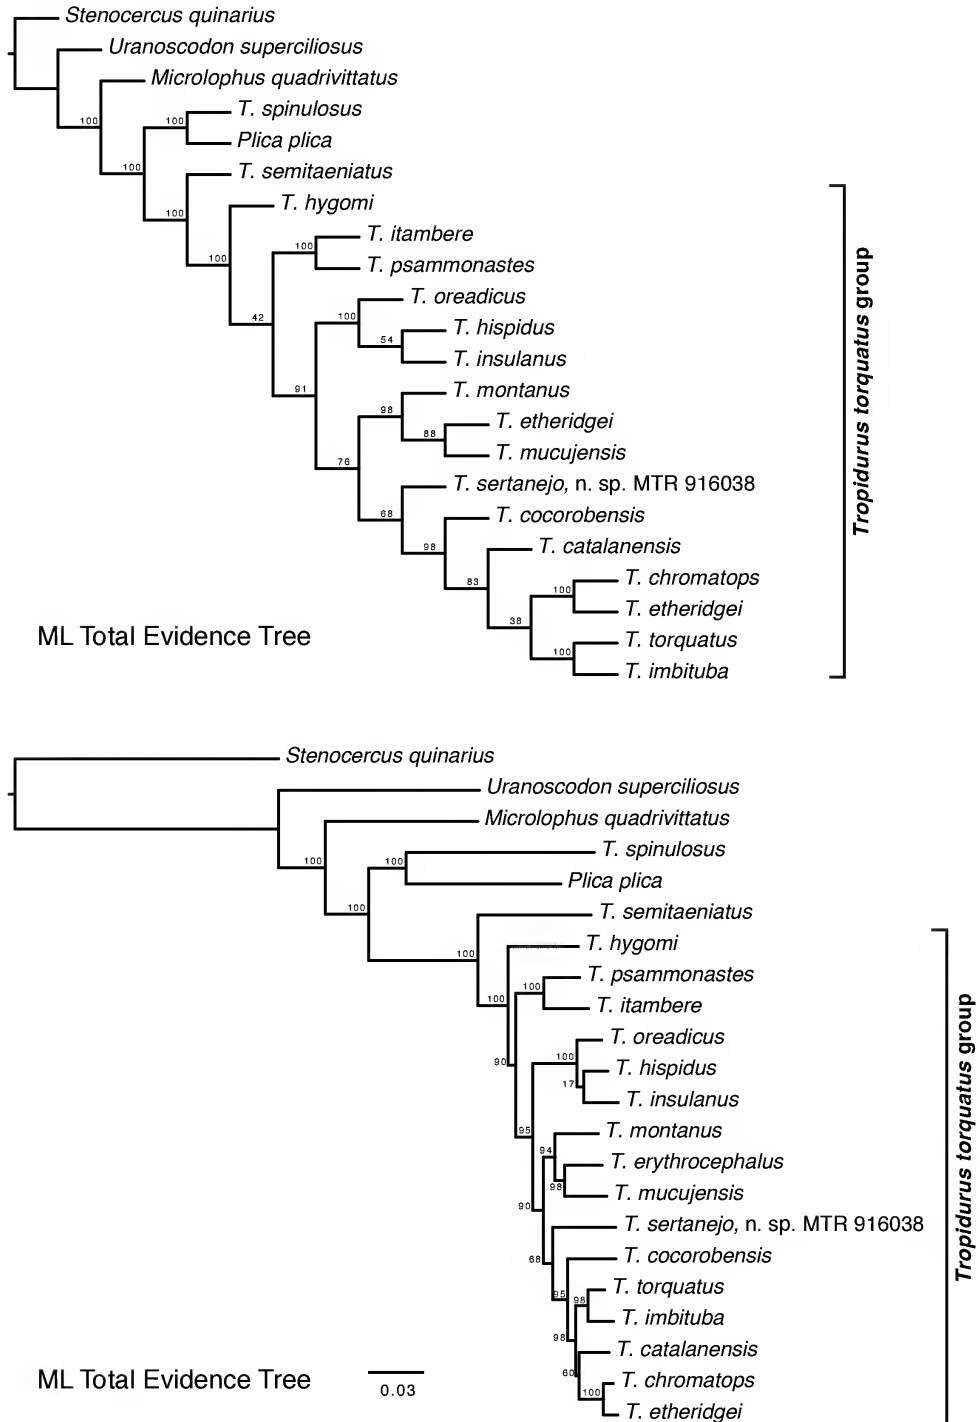 Stenocercus quinarius
Uranoscodon superciliosus
Microlophus quadrivittatus
100
T. spinulosus
100
Plica plica
100
T. semitaeniatus
100
T. hygomi
100
T. itambere
100
T. psammonastes
42
T. oreadicus
100
T. hispidus
54
T. insulanus
91
T. montanus
98
T. etheridgei
88
T. mucujensis
76
T. sertanejo, n. sp. MTR 916038
68
T. cocorobensis
98
T. catalanensis
83
T. chromatops
100
T. etheridgei
38
T. torquatus
100
T. imbituba
Tropidurus torquatus group
ML Total Evidence Tree
Stenocercus quinarius
Uranoscodon superciliosus
Microlophus quadrivittatus
100
T. spinulosus
100
Plica plica
100
T. semitaeniatus
100
T. hygomi
100
T. psammonastes
100
T. itambere
90
T. oreadicus
100
T. hispidus
17
T. insulanus
95
T. montanus
94
T. erythrocephalus
98
T. mucujensis
90
T. sertanejo, n. sp. MTR 916038
68
T. cocorobensis
95
T. torquatus
98
T. imbituba
98
T. catalanensis
60
T. chromatops
100
T. etheridgei
Tropidurus torquatus group
ML Total Evidence Tree
0.03